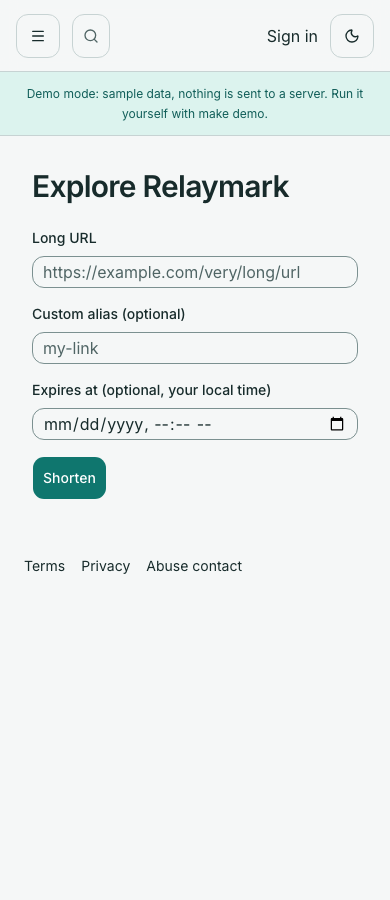 Sign in
Demo mode: sample data, nothing is sent to a server. Run it
yourself with make demo.
Explore Relaymark
Long URL
https://example.com/very/long/url
Custom alias (optional)
my-link
Expires at (optional, your local time)
mm/dd/yyyy, --:-- --
Shorten
Terms Privacy Abuse contact